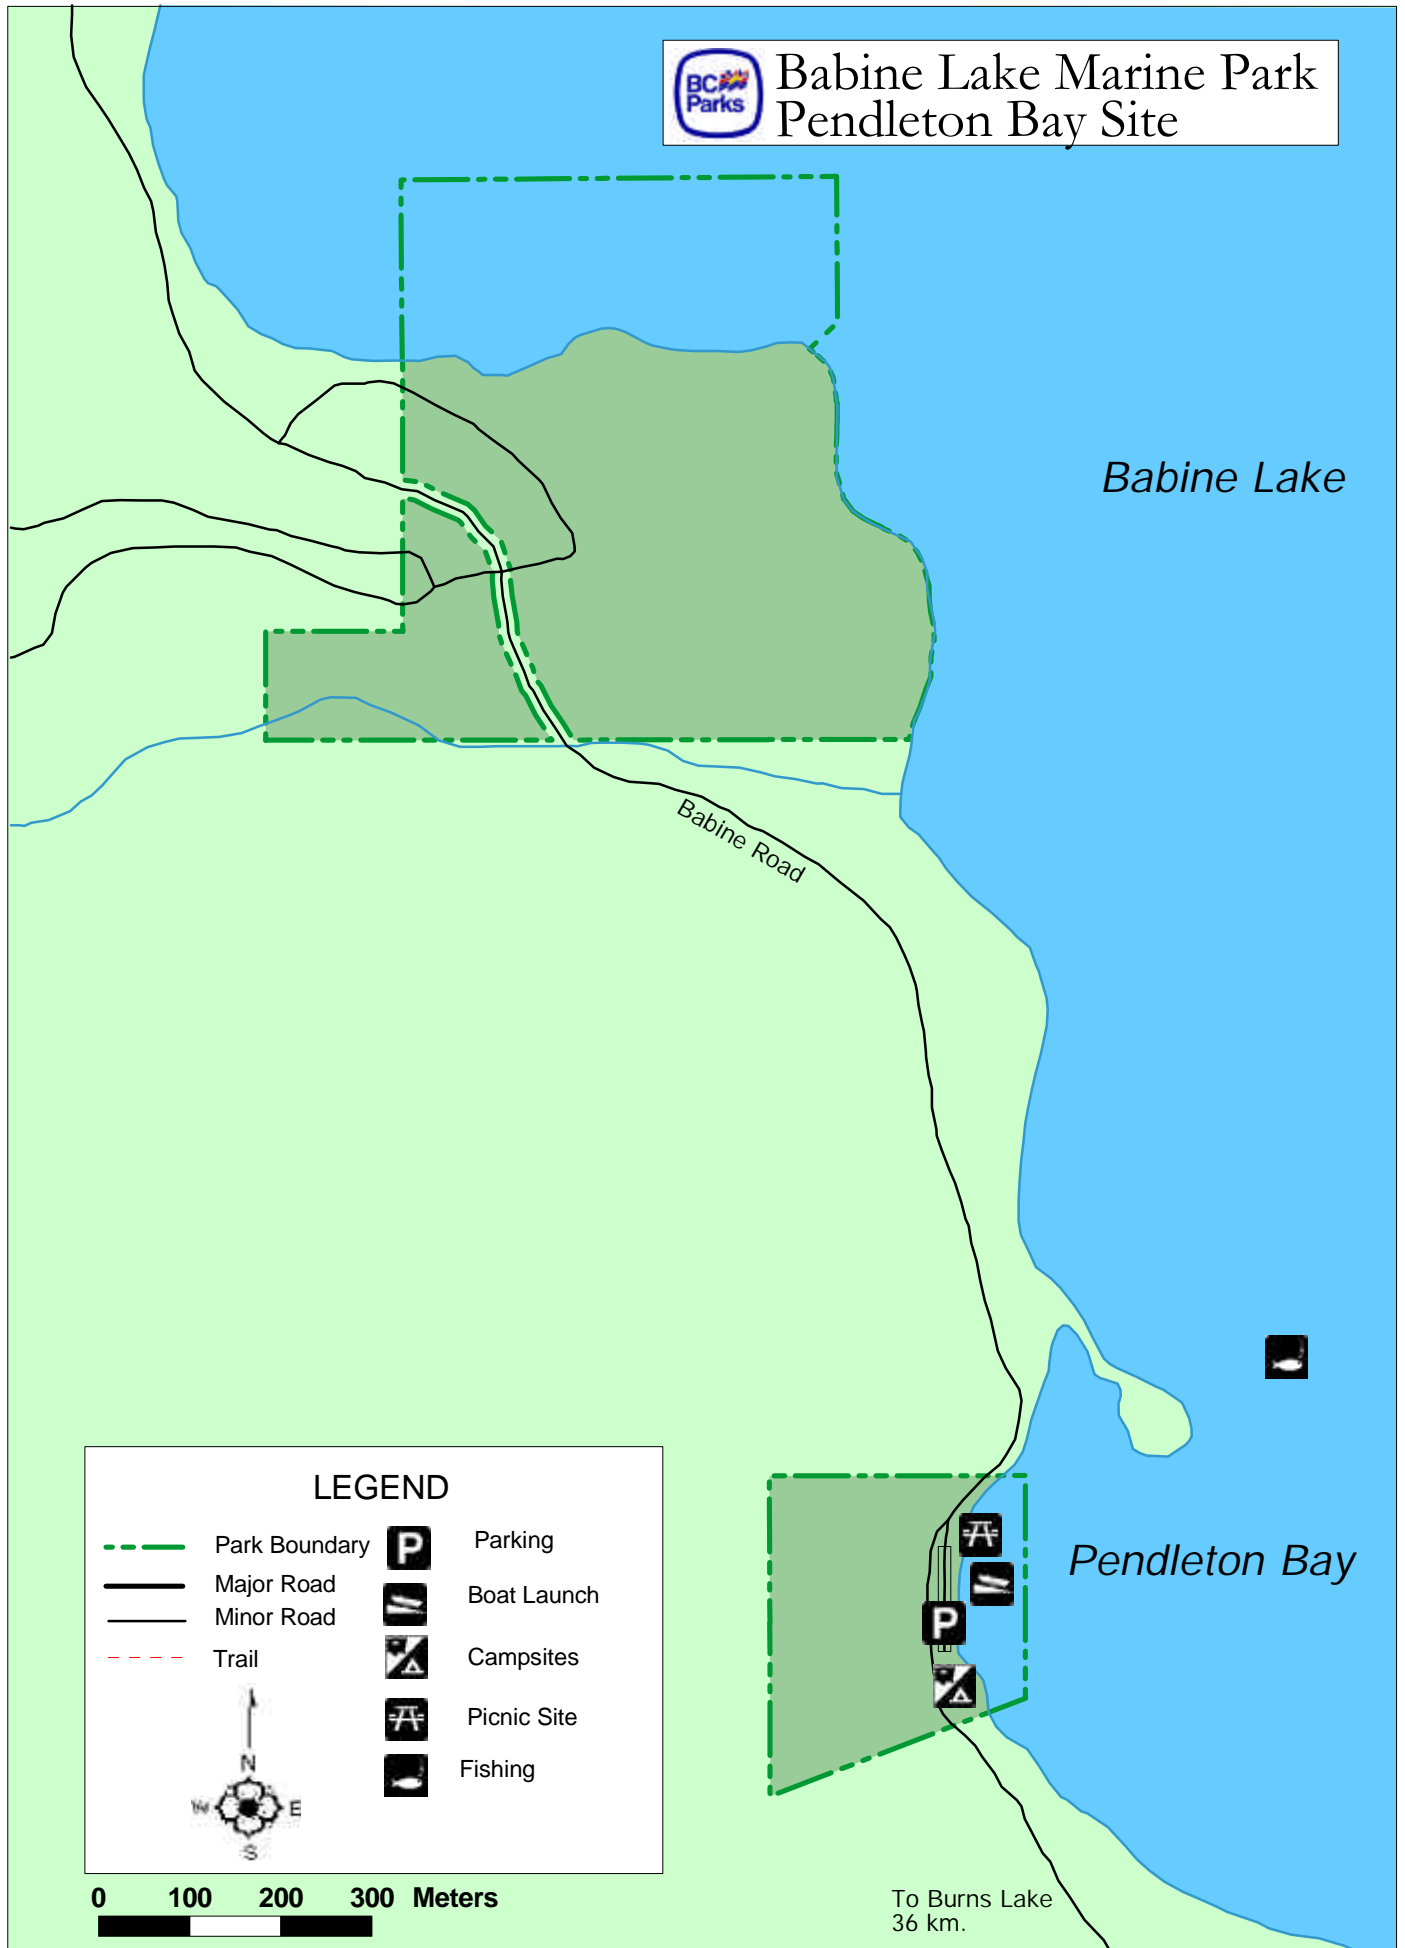 BC
Parks
Babine Lake Marine Park
Pendleton Bay Site
Babine Lake
Babine Road
Pendleton Bay
P
LEGEND
Park Boundary
Major Road
Minor Road
Trail
P
Parking
Boat Launch
Campsites
Picnic Site
Fishing
N
W E
S
0 100 200 300 Meters
To Burns Lake
36 km.